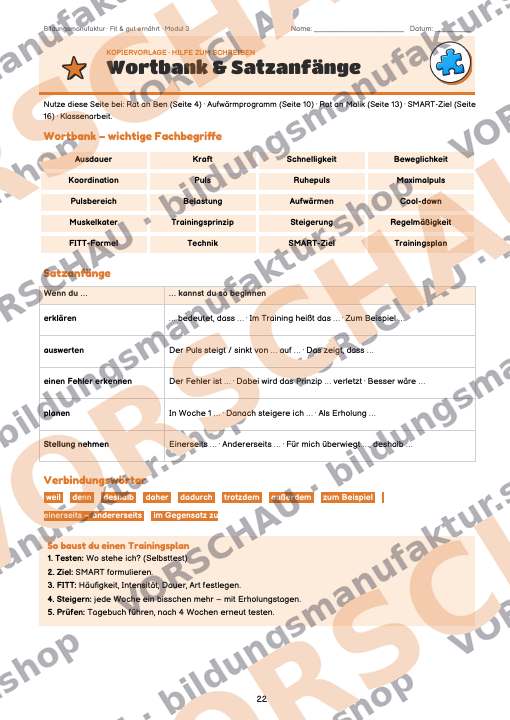 Bildungsmanufaktur · Fit & gut ernährt · Modul 3 Name: Datum:
KOPIERVORLAGE · HILFE ZUM SCHREIBEN
Wortbank & Satzanfänge
Nutze diese Seite bei: Rat an Ben (Seite 4) · Aufwärmprogramm (Seite 10) · Rat an Malik (Seite 13) · SMART-Ziel (Seite
16) · Klassenarbeit.
Wortbank – wichtige Fachbegriffe
Ausdauer Kraft Schnelligkeit Beweglichkeit
Koordination Puls Ruhepuls Maximalpuls
Pulsbereich Belastung Aufwärmen Cool-down
Muskelkater Trainingsprinzip Steigerung Regelmäßigkeit
FITT-Formel Technik SMART-Ziel Trainingsplan
Satzanfänge
Wenn du … … kannst du so beginnen
erklären … bedeutet, dass … · Im Training heißt das … · Zum Beispiel …
auswerten Der Puls steigt / sinkt von … auf … · Das zeigt, dass …
einen Fehler erkennen Der Fehler ist … · Dabei wird das Prinzip … verletzt · Besser wäre …
planen In Woche 1 … · Danach steigere ich … · Als Erholung …
Stellung nehmen Einerseits … · Andererseits … · Für mich überwiegt …, deshalb …
Verbindungswörter
weil denn deshalb daher dadurch trotzdem außerdem zum Beispiel
einerseits – andererseits im Gegensatz zu
So baust du einen Trainingsplan
1. Testen: Wo stehe ich? (Selbsttest)
2. Ziel: SMART formulieren.
3. FITT: Häufigkeit, Intensität, Dauer, Art festlegen.
4. Steigern: jede Woche ein bisschen mehr – mit Erholungstagen.
5. Prüfen: Tagebuch führen, nach 4 Wochen erneut testen.
22
VORSCHAU · bildungsmanufaktur.shop